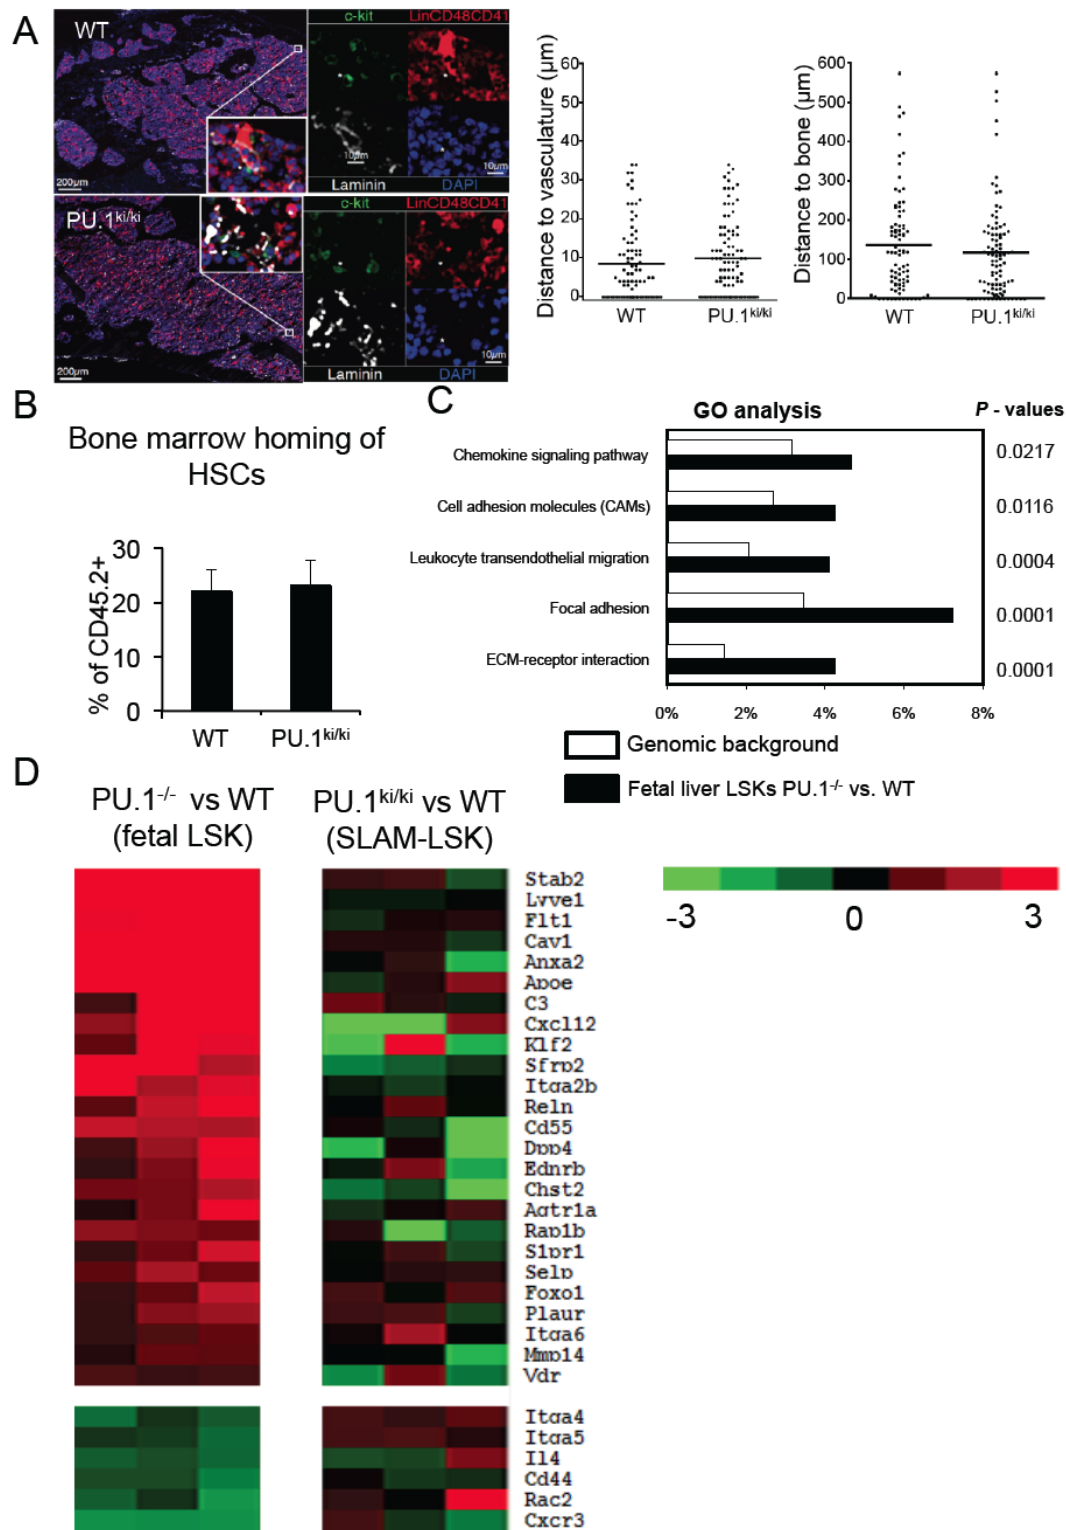 A
WT
c-kit
LinCD48CD41
10µm
10µm
200µm
Laminin
DAPI
PU.1ki/ki
c-kit
LinCD48CD41
10µm
200µm
Laminin
DAPI
Distance to vasculature (µm)
60
50
40
30
20
10
0
WT
PU.1ki/ki
Distance to bone (µm)
600
500
400
300
200
100
0
WT
PU.1ki/ki
B
Bone marrow homing of
HSCs
% of CD45.2+
30
20
10
0
WT
PU.1ki/ki
C
GO analysis
P - values
Chemokine signaling pathway
0.0217
Cell adhesion molecules (CAMs)
0.0116
Leukocyte transendothelial migration
0.0004
Focal adhesion
0.0001
ECM-receptor interaction
0.0001
0%
2%
4%
6%
8%
Genomic background
Fetal liver LSKs PU.1-/- vs. WT
D
PU.1-/- vs WT
(fetal LSK)
PU.1ki/ki vs WT
(SLAM-LSK)
-3
0
3
Stab2
Lyve1
Flt1
Cav1
Anxa2
Apoe
C3
Cxcl12
Klf2
Sfrp2
Itga2b
Reln
Cd55
Dpp4
Ednrb
Chst2
Agtr1a
Rap1b
S1pr1
Selp
Foxo1
Plaur
Itga6
Mmp14
Vdr
Itga4
Itga5
Il4
Cd44
Rac2
Cxcr3